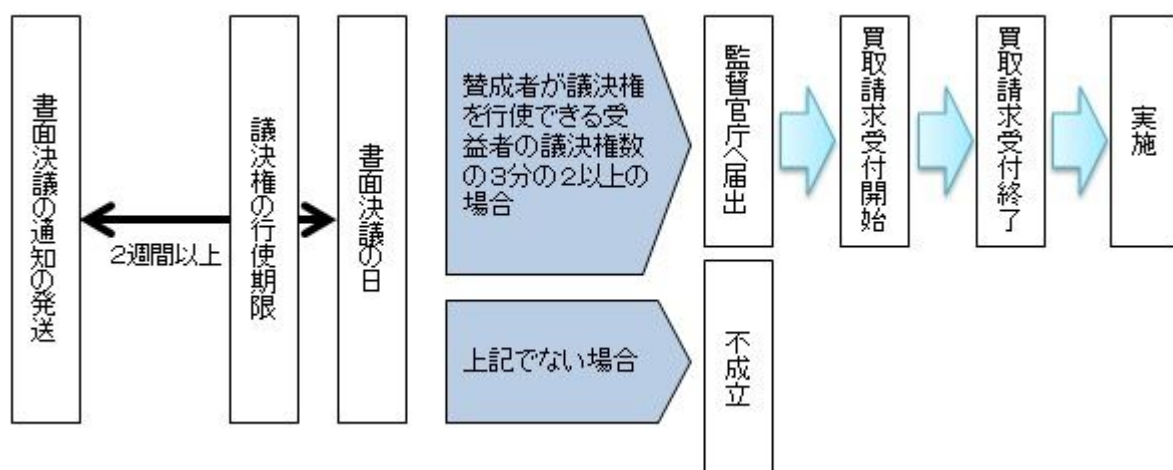 書面決議の通知の発送
2週間以上
議決権の行使期限
書面決議の日
賛成者が議決権
を行使できる受
益者の議決権数
の3分の2以上の
場合
上記でない場合
監督官庁へ届出
不成立
買取請求受付開始
買取請求受付終了
実施